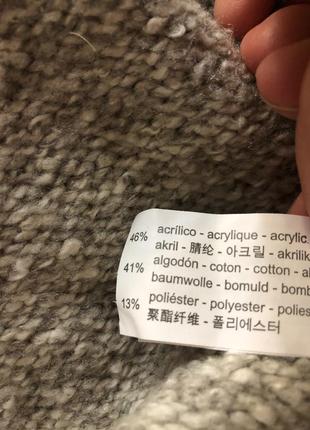 46% acrílico - acrylique - acrylic
akril - 腈纶 - 아크릴 - akrilik
41% algodón - coton - cotton - al
baumwolle - bomuld - bomb
13% poliéster - polyester - polies
聚酯纤维 - 폴리에스터